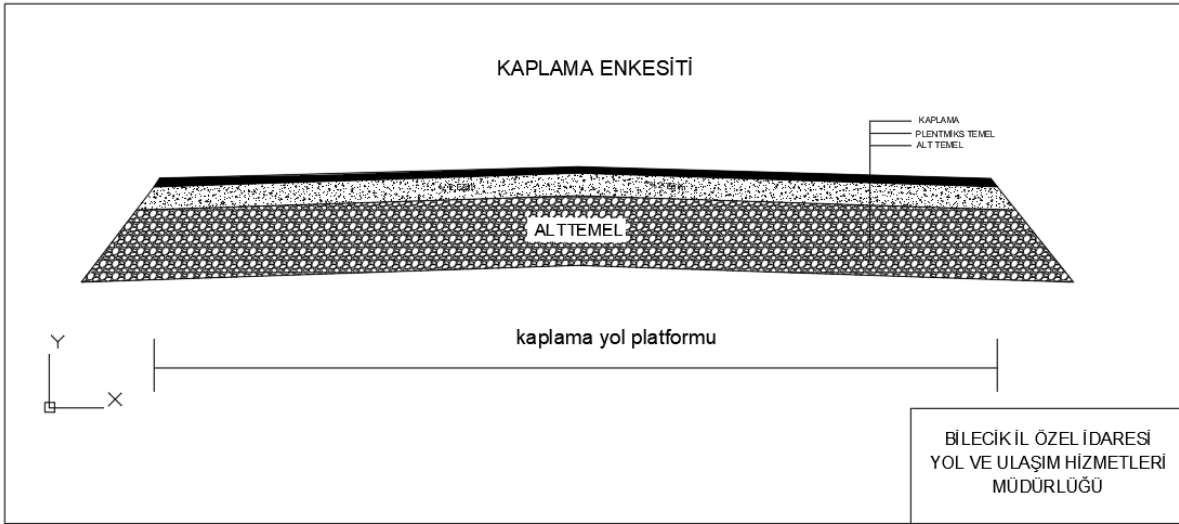 KAPLAMA ENKESİTİ
KAPLAMA
PLENTMİKS TEMEL
ALT TEMEL
ALTTEMEL
kaplama yol platformu
Y
X
BİLECİK İL ÖZEL İDARESİ
YOL VE ULAŞIM HİZMETLERİ
MÜDÜRLÜĞÜ